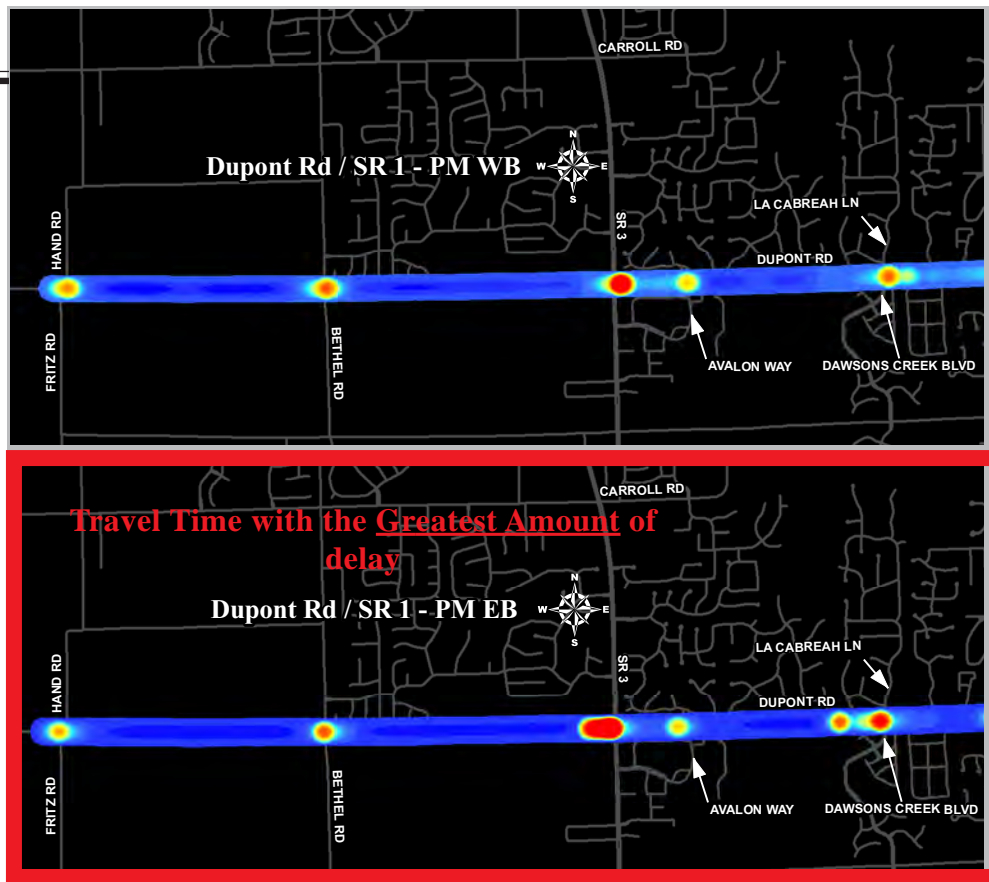 CARROLL RD
N
Dupont Rd / SR 1 - PM WB
W
E
S
LA CABREAH LN
HAND RD
SR 3
DUPONT RD
FRITZ RD
BETHEL RD
AVALON WAY
DAWSONS CREEK BLVD
CARROLL RD
Travel Time with the Greatest Amount of
delay
N
Dupont Rd / SR 1 - PM EB
W
E
S
LA CABREAH LN
HAND RD
SR 3
DUPONT RD
FRITZ RD
BETHEL RD
AVALON WAY
DAWSONS CREEK BLVD